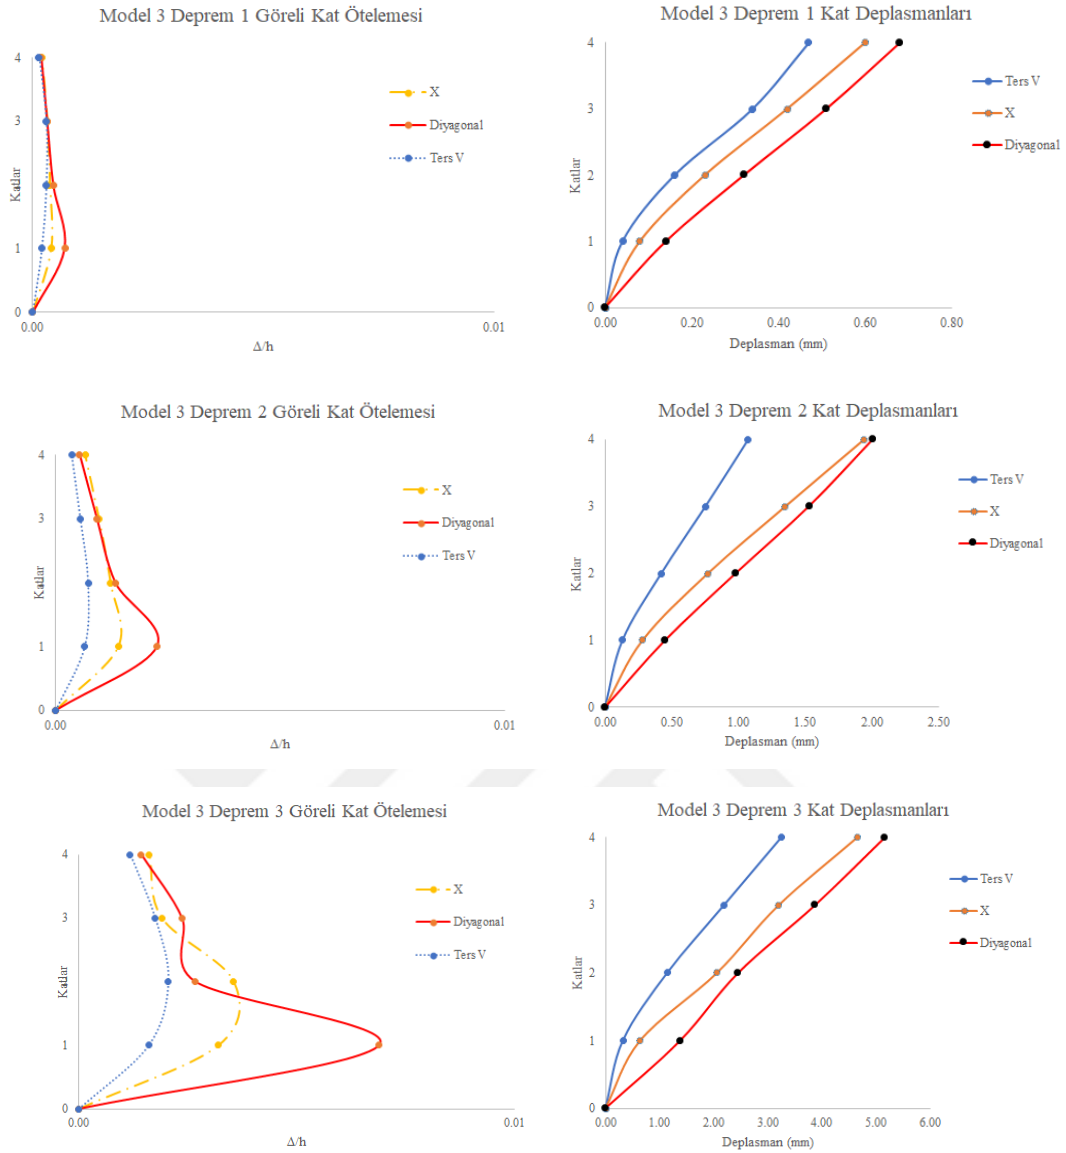 Model 3 Deprem 1 Göreli Kat Ötelemesi
4
3
2
1
0
Katlar
0.00
0.01
Δ/h
X
Diyagonal
Ters V
Model 3 Deprem 1 Kat Deplasmanları
4
3
2
1
0
Katlar
0.00
0.20
0.40
0.60
0.80
Deplasman (mm)
Ters V
X
Diyagonal
Model 3 Deprem 2 Göreli Kat Ötelemesi
4
3
2
1
0
Katlar
0.00
0.01
Δ/h
X
Diyagonal
Ters V
Model 3 Deprem 2 Kat Deplasmanları
4
3
2
1
0
Katlar
0.00
0.50
1.00
1.50
2.00
2.50
Deplasman (mm)
Ters V
X
Diyagonal
Model 3 Deprem 3 Göreli Kat Ötelemesi
4
3
2
1
0
Katlar
0.00
0.01
Δ/h
X
Diyagonal
Ters V
Model 3 Deprem 3 Kat Deplasmanları
4
3
2
1
0
Katlar
0.00
1.00
2.00
3.00
4.00
5.00
6.00
Deplasman (mm)
Ters V
X
Diyagonal